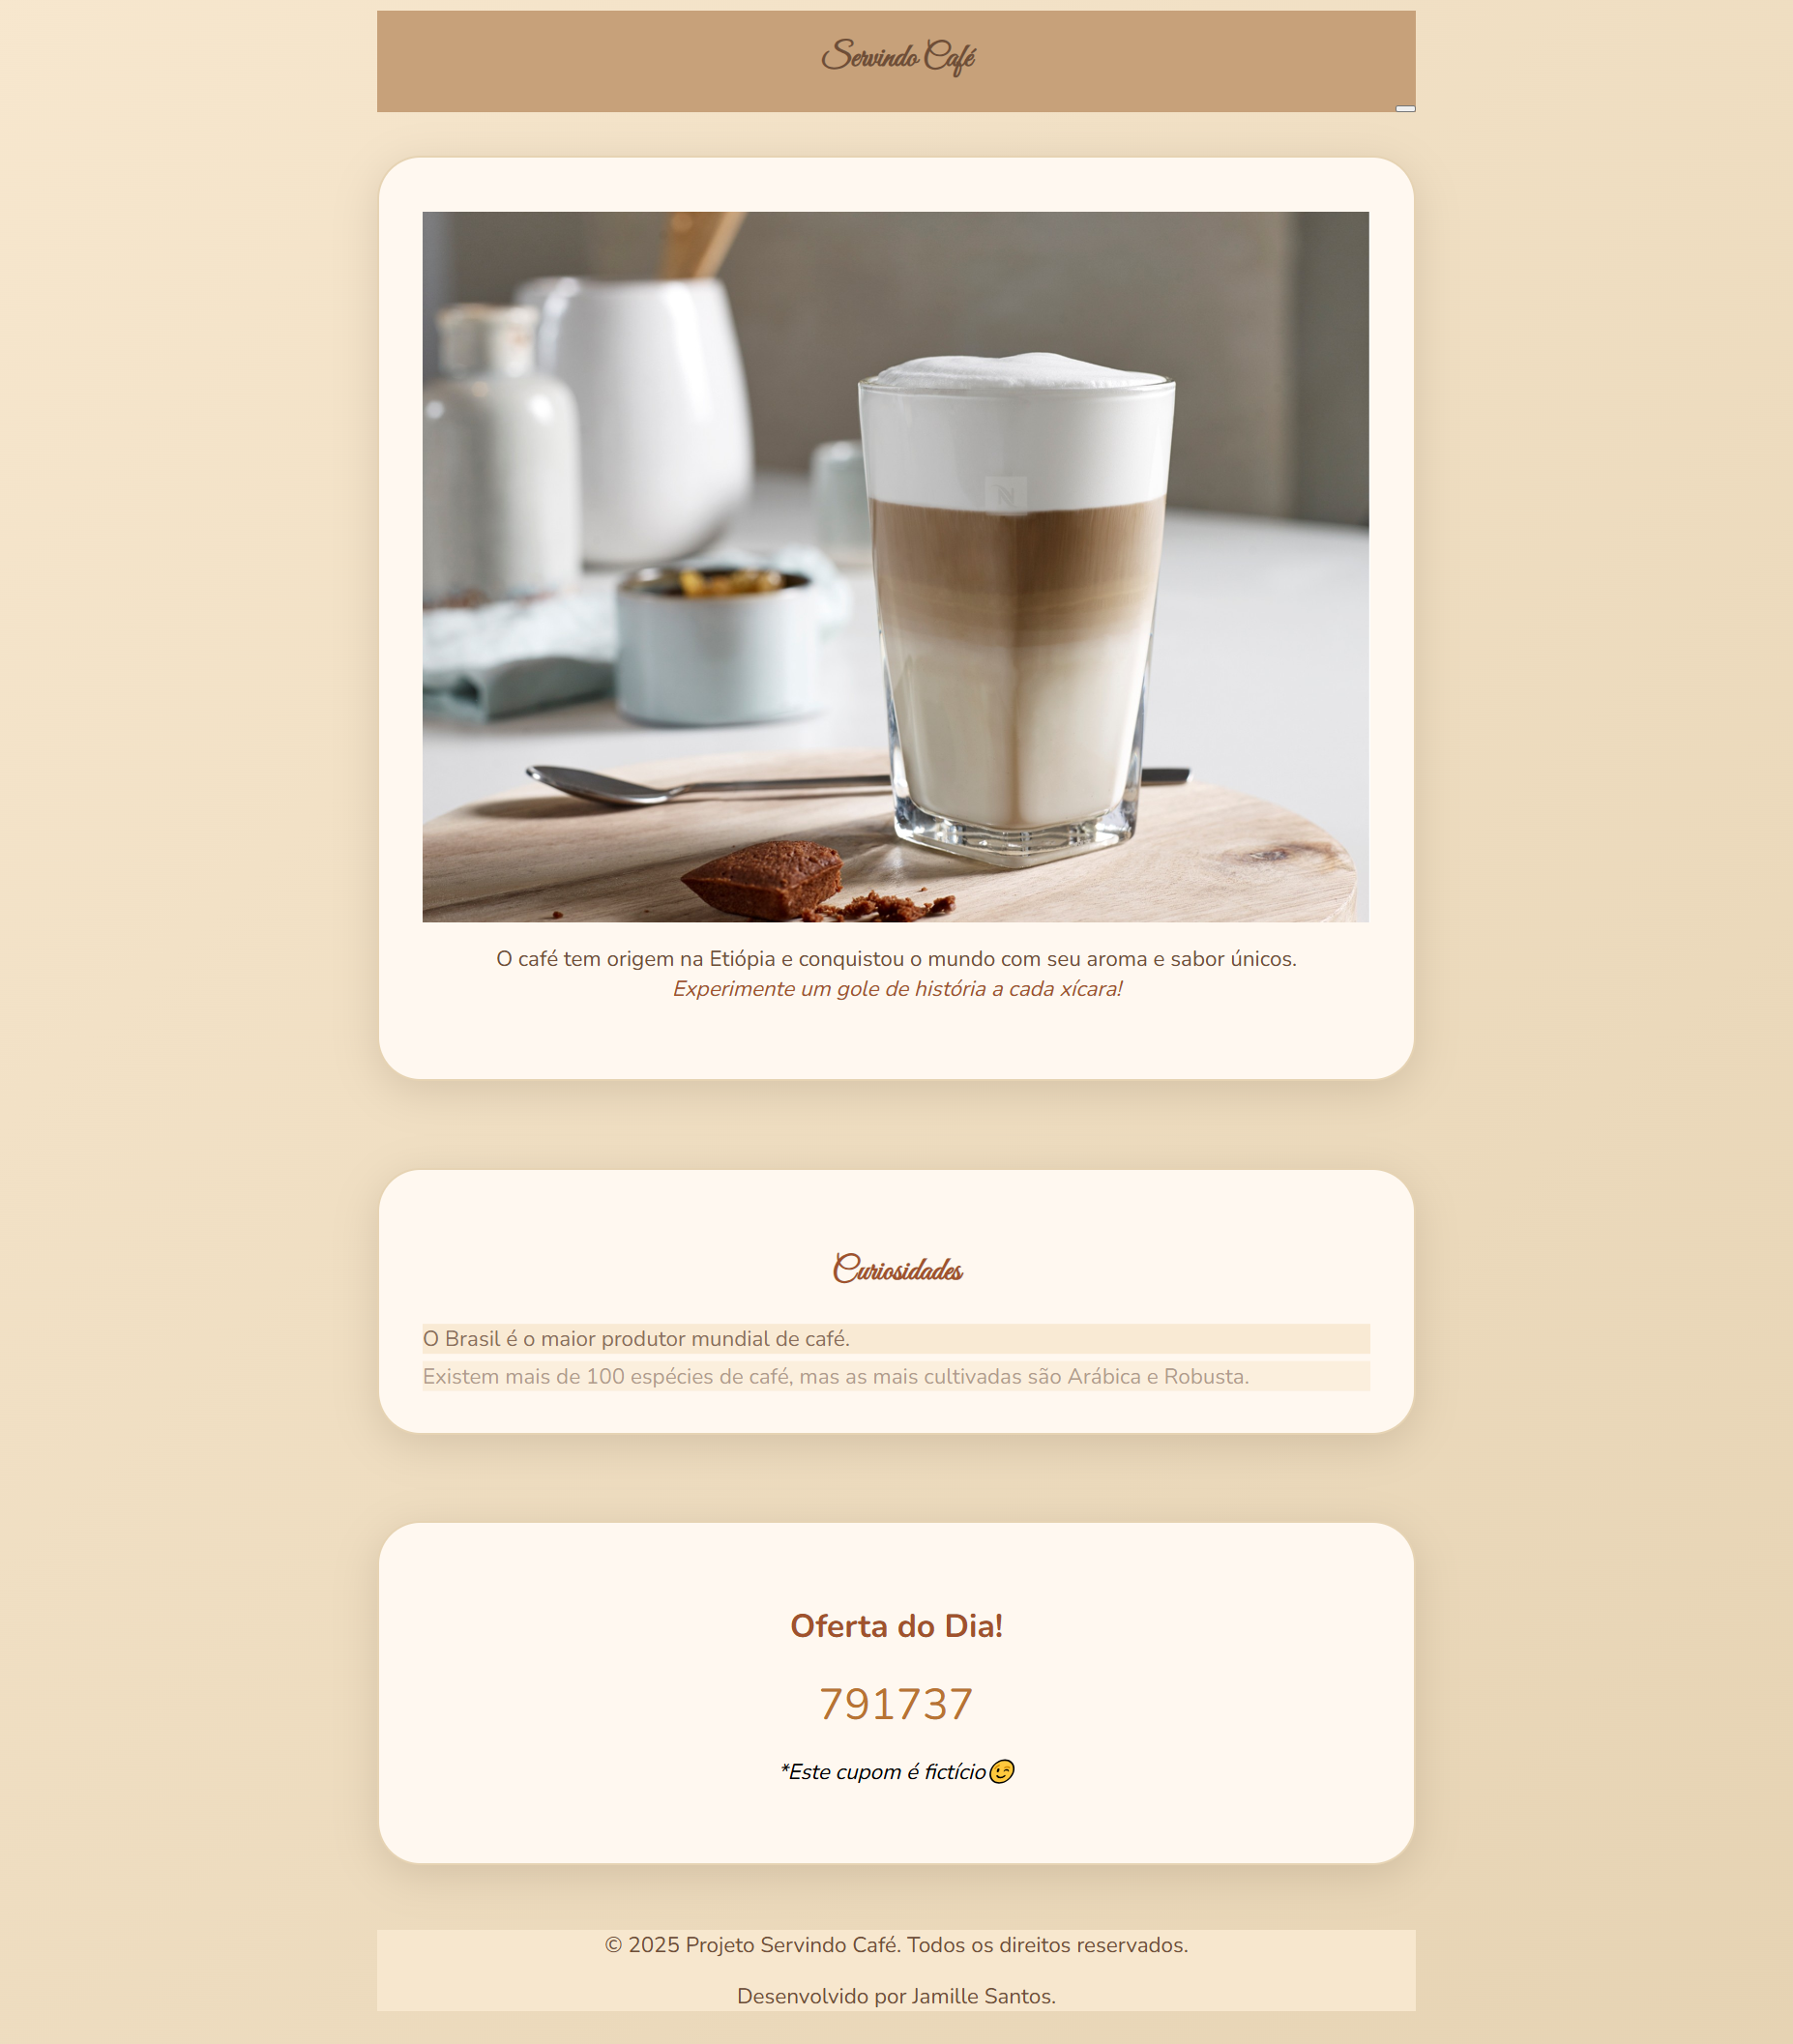 Servindo Café
O café tem origem na Etiópia e conquistou o mundo com seu aroma e sabor únicos.
Experimente um gole de história a cada xícara!
Curiosidades
O Brasil é o maior produtor mundial de café.
Existem mais de 100 espécies de café, mas as mais cultivadas são Arábica e Robusta.
Oferta do Dia!
791737
*Este cupom é fictício😉
© 2025 Projeto Servindo Café. Todos os direitos reservados.
Desenvolvido por Jamille Santos.